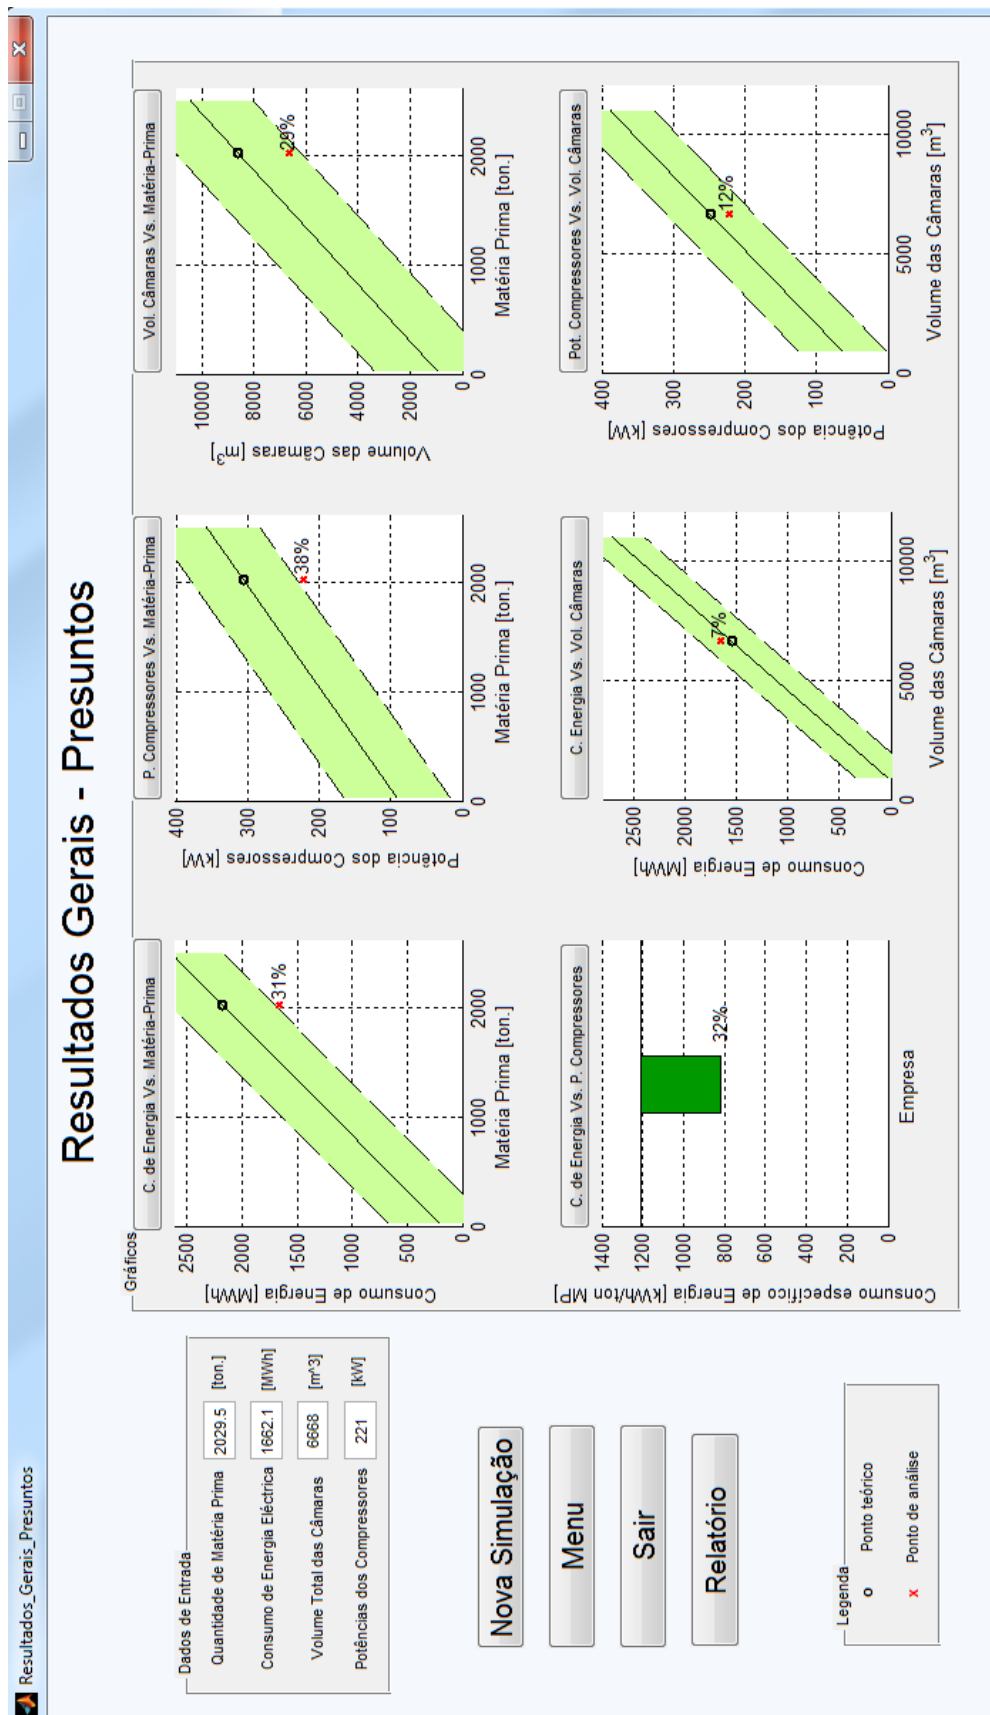 Resultados_Gerais_Presuntos
Resultados Gerais - Presuntos
Dados de Entrada
Quantidade de Matéria Prima 2029.5 [ton.]
Consumo de Energia Eléctrica 1662.1 [MWh]
Volume Total das Câmaras 6668 [m^3]
Potências dos Compressores 221 [kW]
Nova Simulação
Menu
Sair
Relatório
Legenda
o Ponto teórico
x Ponto de análise
Gráficos
C. de Energia Vs. Matéria-Prima
Consumo de Energia [MWh]
2500
2000
1500
1000
500
0
31%
0 1000 2000
Matéria Prima [ton.]
P. Compressores Vs. Matéria-Prima
Potência dos Compressores [kW]
400
300
200
100
0
38%
0 1000 2000
Matéria Prima [ton.]
Vol. Câmaras Vs. Matéria-Prima
Volume das Câmaras [m³]
10000
8000
6000
4000
2000
0
29%
0 1000 2000
Matéria Prima [ton.]
C. de Energia Vs. P. Compressores
Consumo específico de Energia [kWh/ton MP]
1400
1200
1000
800
600
400
200
0
32%
Empresa
C. Energia Vs. Vol. Câmaras
Consumo de Energia [MWh]
2500
2000
1500
1000
500
0
7%
0 5000 10000
Volume das Câmaras [m³]
Pot. Compressores Vs. Vol. Câmaras
Potência dos Compressores [kW]
400
300
200
100
0
12%
0 5000 10000
Volume das Câmaras [m³]